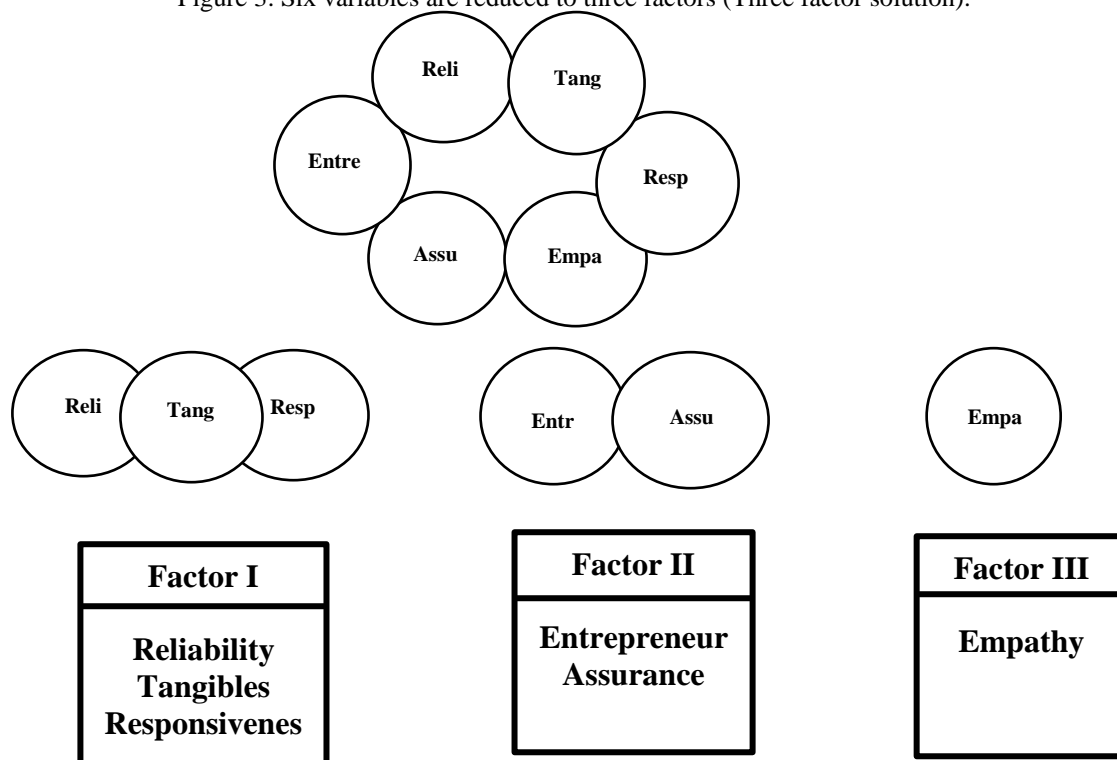 Figure 3. Six variables are reduced to three factors (Three factor solution).
Reli
Tang
Entre
Resp
Assu
Empa
Reli
Tang
Resp
Entr
Assu
Empa
Factor I
Reliability
Tangibles
Responsivenes
Factor II
Entrepreneur
Assurance
Factor III
Empathy